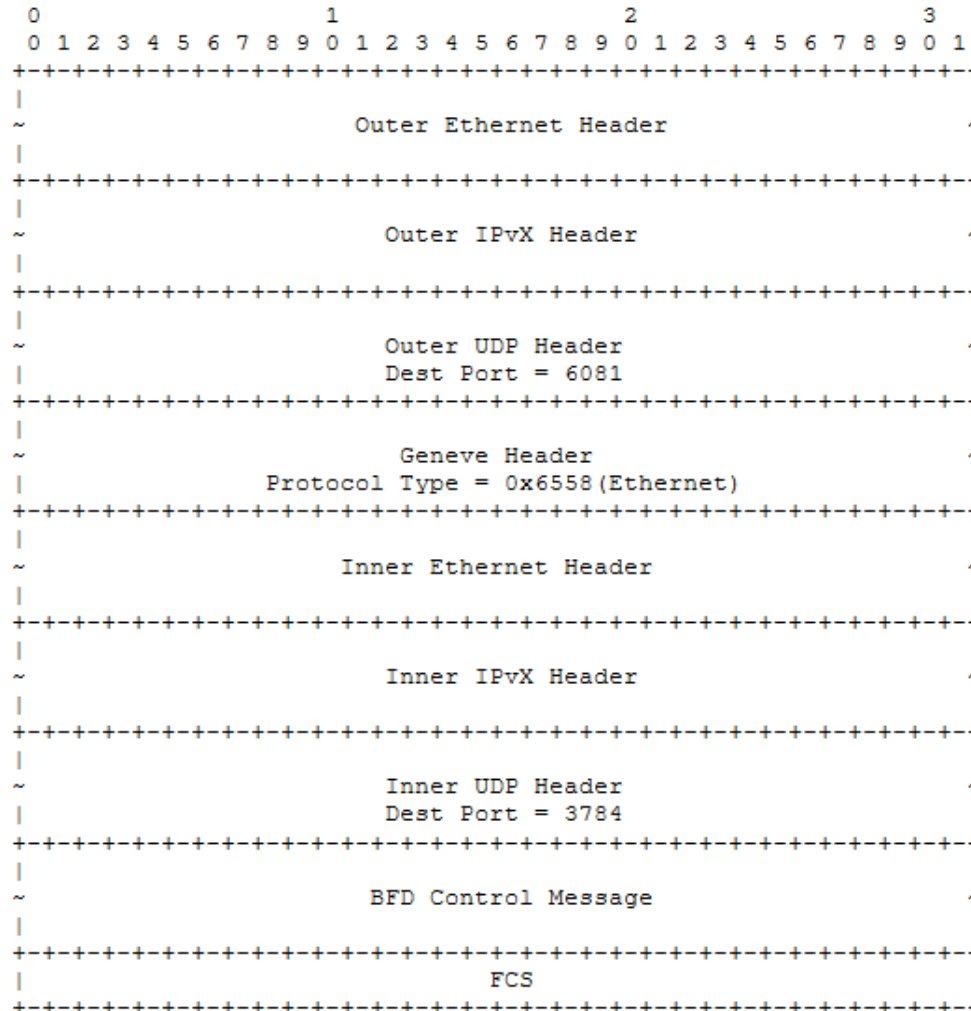 0                   1                   2                   3
0 1 2 3 4 5 6 7 8 9 0 1 2 3 4 5 6 7 8 9 0 1 2 3 4 5 6 7 8 9 0 1
+-+-+-+-+-+-+-+-+-+-+-+-+-+-+-+-+-+-+-+-+-+-+-+-+-+-+-+-+-+-+-+--
|
~ Outer Ethernet Header ~
|
+-+-+-+-+-+-+-+-+-+-+-+-+-+-+-+-+-+-+-+-+-+-+-+-+-+-+-+-+-+-+-+--
|
~ Outer IPvX Header ~
|
+-+-+-+-+-+-+-+-+-+-+-+-+-+-+-+-+-+-+-+-+-+-+-+-+-+-+-+-+-+-+-+--
|
~ Outer UDP Header ~
| Dest Port = 6081
+-+-+-+-+-+-+-+-+-+-+-+-+-+-+-+-+-+-+-+-+-+-+-+-+-+-+-+-+-+-+-+--
|
~ Geneve Header ~
| Protocol Type = 0x6558(Ethernet)
+-+-+-+-+-+-+-+-+-+-+-+-+-+-+-+-+-+-+-+-+-+-+-+-+-+-+-+-+-+-+-+--
|
~ Inner Ethernet Header ~
|
+-+-+-+-+-+-+-+-+-+-+-+-+-+-+-+-+-+-+-+-+-+-+-+-+-+-+-+-+-+-+-+--
|
~ Inner IPvX Header ~
|
+-+-+-+-+-+-+-+-+-+-+-+-+-+-+-+-+-+-+-+-+-+-+-+-+-+-+-+-+-+-+-+--
|
~ Inner UDP Header ~
| Dest Port = 3784
+-+-+-+-+-+-+-+-+-+-+-+-+-+-+-+-+-+-+-+-+-+-+-+-+-+-+-+-+-+-+-+--
|
~ BFD Control Message ~
|
+-+-+-+-+-+-+-+-+-+-+-+-+-+-+-+-+-+-+-+-+-+-+-+-+-+-+-+-+-+-+-+--
| FCS
+-+-+-+-+-+-+-+-+-+-+-+-+-+-+-+-+-+-+-+-+-+-+-+-+-+-+-+-+-+-+-+--